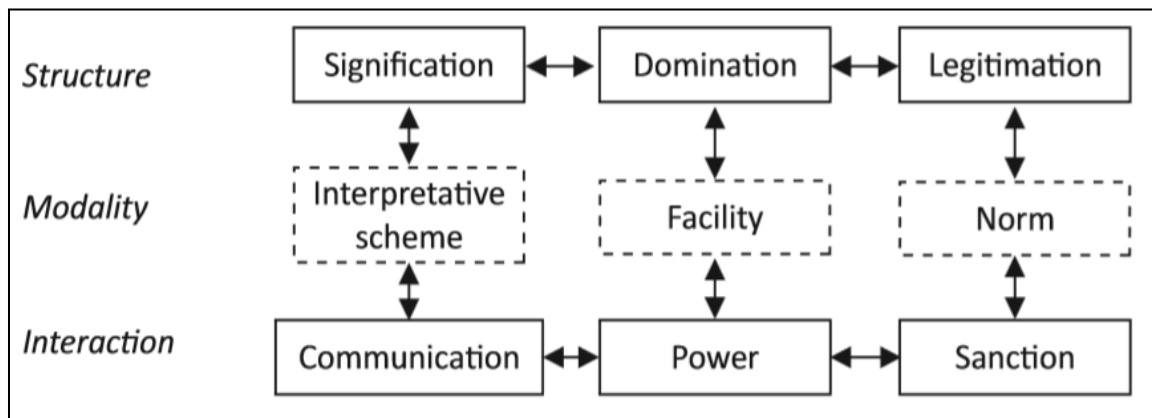 Structure
Signification
Domination
Legitimation
Modality
Interpretative
scheme
Facility
Norm
Interaction
Communication
Power
Sanction